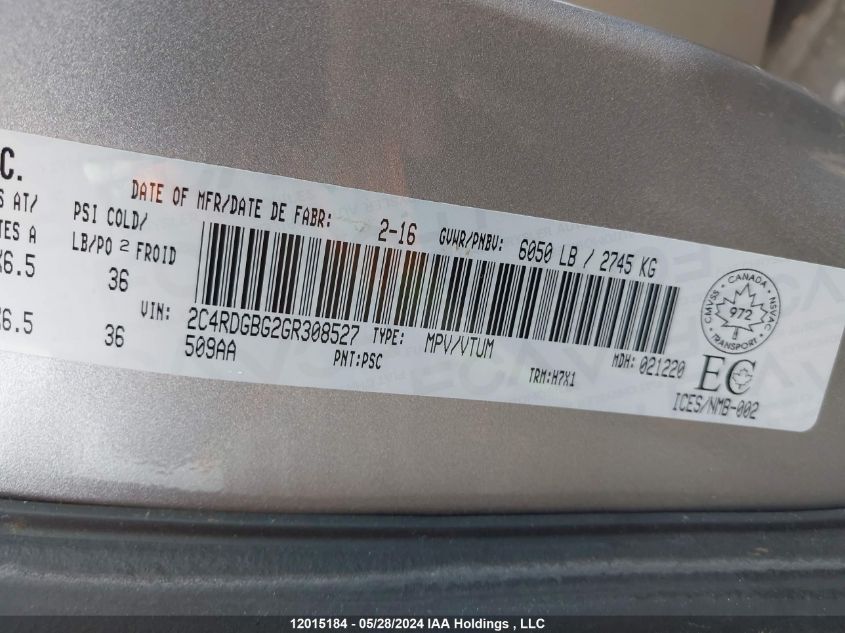 C.
S AT/
TES A
X6.5
X6.5
PSI COLD/
LB/PO 2 FROID
36
36
DATE OF MFR/DATE DE FABR: 2-16 GVWR/PNBV: 6050 LB / 2745 KG
VIN: 2C4RDGBG2GR308527 TYPE: MPV/VTUM MDH: 021220
509AA PNT:PSC TRM:H7X1
CANADA
CMVSS 972 NSVAC
TRANSPORT
EC
ICES/NMB-002
12015184 - 05/28/2024 IAA Holdings , LLC